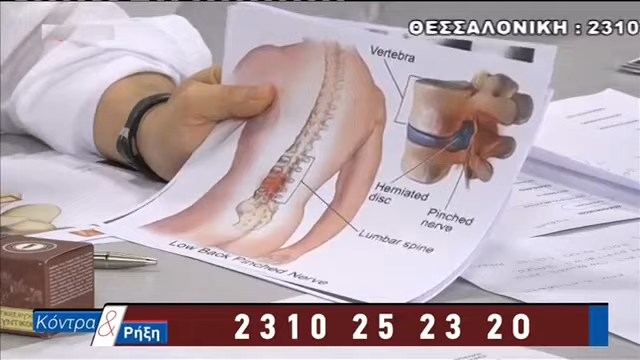 ΘΕΣΣΑΛΟΝΙΚΗ : 2310
Vertebra
Herniated
disc
Pinched
nerve
Lumbar spine
Low Back Pinched Nerve
Κόντρα & Ρήξη
2310 25 23 20